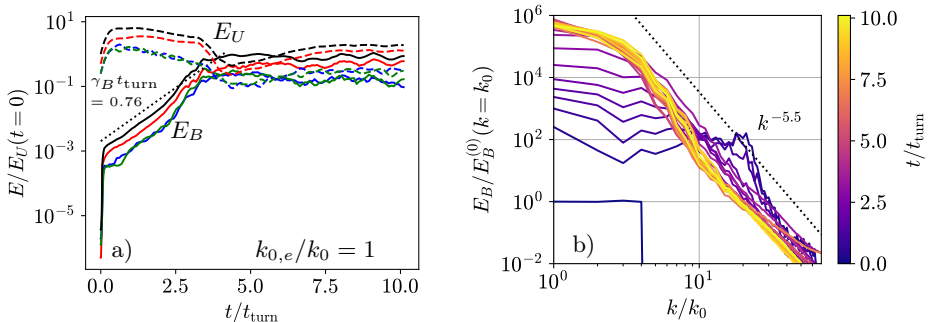 E/E_U(t = 0)
10^1
10^{-1}
10^{-3}
10^{-5}
E_U
γ_B t_turn
= 0.76
E_B
a)
k_{0,e}/k_0 = 1
0.0 2.5 5.0 7.5 10.0
t/t_turn
E_B/E_B^{(0)}(k = k_0)
10^6
10^4
10^2
10^0
10^{-2}
k^{-5.5}
b)
10^0 10^1
k/k_0
10.0
7.5
5.0
2.5
0.0
t/t_turn